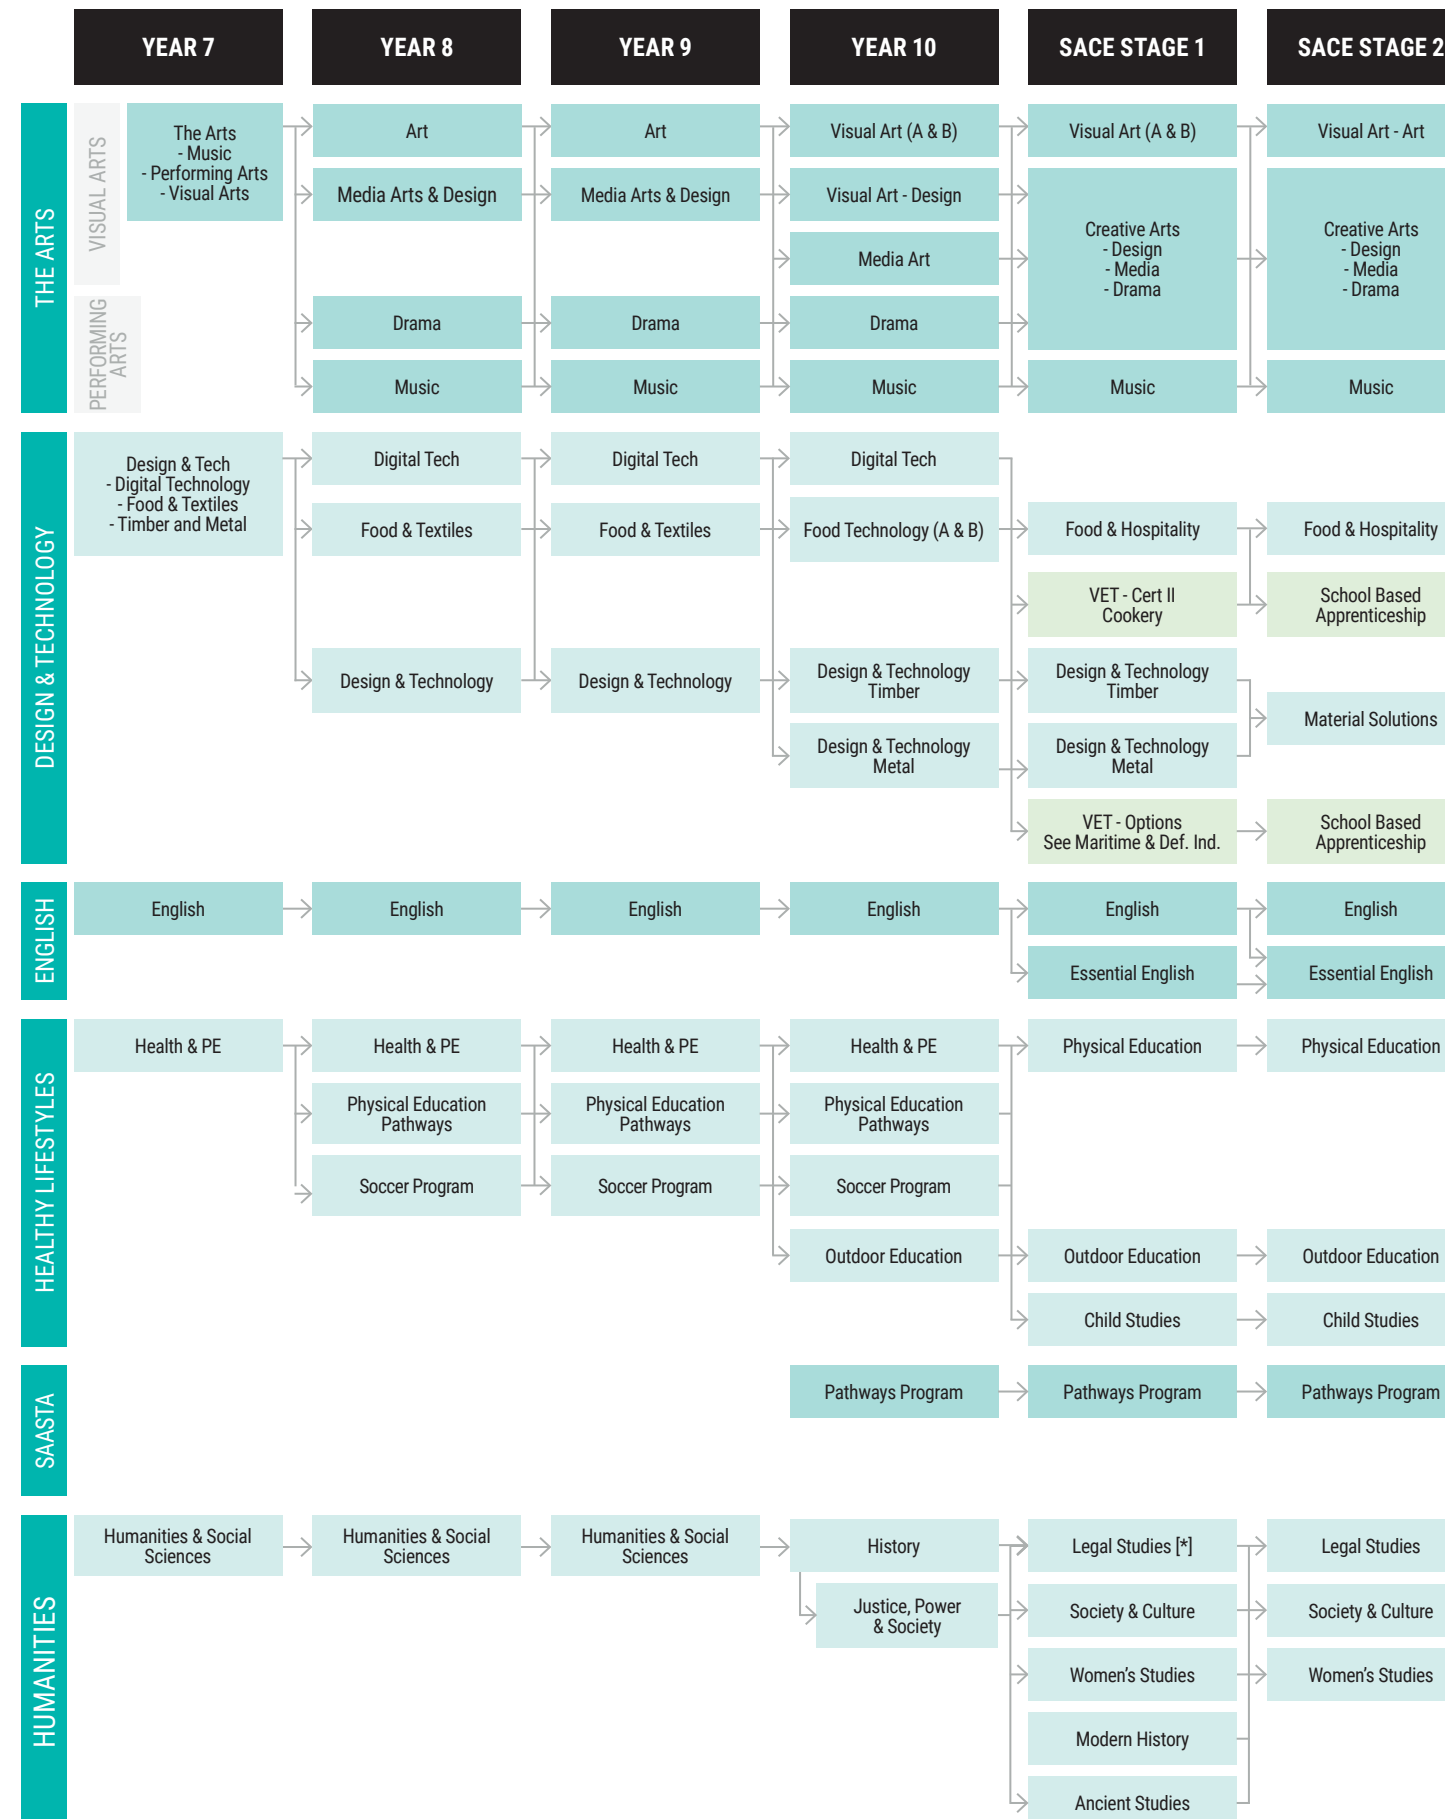 YEAR 7
YEAR 8
YEAR 9
YEAR 10
SACE STAGE 1
SACE STAGE 2
THE ARTS
VISUAL ARTS
PERFORMING
ARTS
The Arts
- Music
- Performing Arts
- Visual Arts
Art
Art
Visual Art (A & B)
Visual Art (A & B)
Visual Art - Art
Media Arts & Design
Media Arts & Design
Visual Art - Design
Creative Arts
- Design
- Media
- Drama
Creative Arts
- Design
- Media
- Drama
Media Art
Drama
Drama
Drama
Music
Music
Music
Music
Music
DESIGN & TECHNOLOGY
Design & Tech
- Digital Technology
- Food & Textiles
- Timber and Metal
Digital Tech
Digital Tech
Digital Tech
Food & Textiles
Food & Textiles
Food Technology (A & B)
Food & Hospitality
Food & Hospitality
VET - Cert II
Cookery
School Based
Apprenticeship
Design & Technology
Design & Technology
Design & Technology
Timber
Design & Technology
Timber
Material Solutions
Design & Technology
Metal
Design & Technology
Metal
VET - Options
See Maritime & Def. Ind.
School Based
Apprenticeship
ENGLISH
English
English
English
English
English
English
Essential English
Essential English
HEALTHY LIFESTYLES
Health & PE
Health & PE
Health & PE
Health & PE
Physical Education
Physical Education
Physical Education
Pathways
Physical Education
Pathways
Physical Education
Pathways
Soccer Program
Soccer Program
Soccer Program
Outdoor Education
Outdoor Education
Outdoor Education
Child Studies
Child Studies
SAASTA
Pathways Program
Pathways Program
Pathways Program
HUMANITIES
Humanities & Social
Sciences
Humanities & Social
Sciences
Humanities & Social
Sciences
History
Legal Studies [*]
Legal Studies
Justice, Power
& Society
Society & Culture
Society & Culture
Women's Studies
Women's Studies
Modern History
Ancient Studies